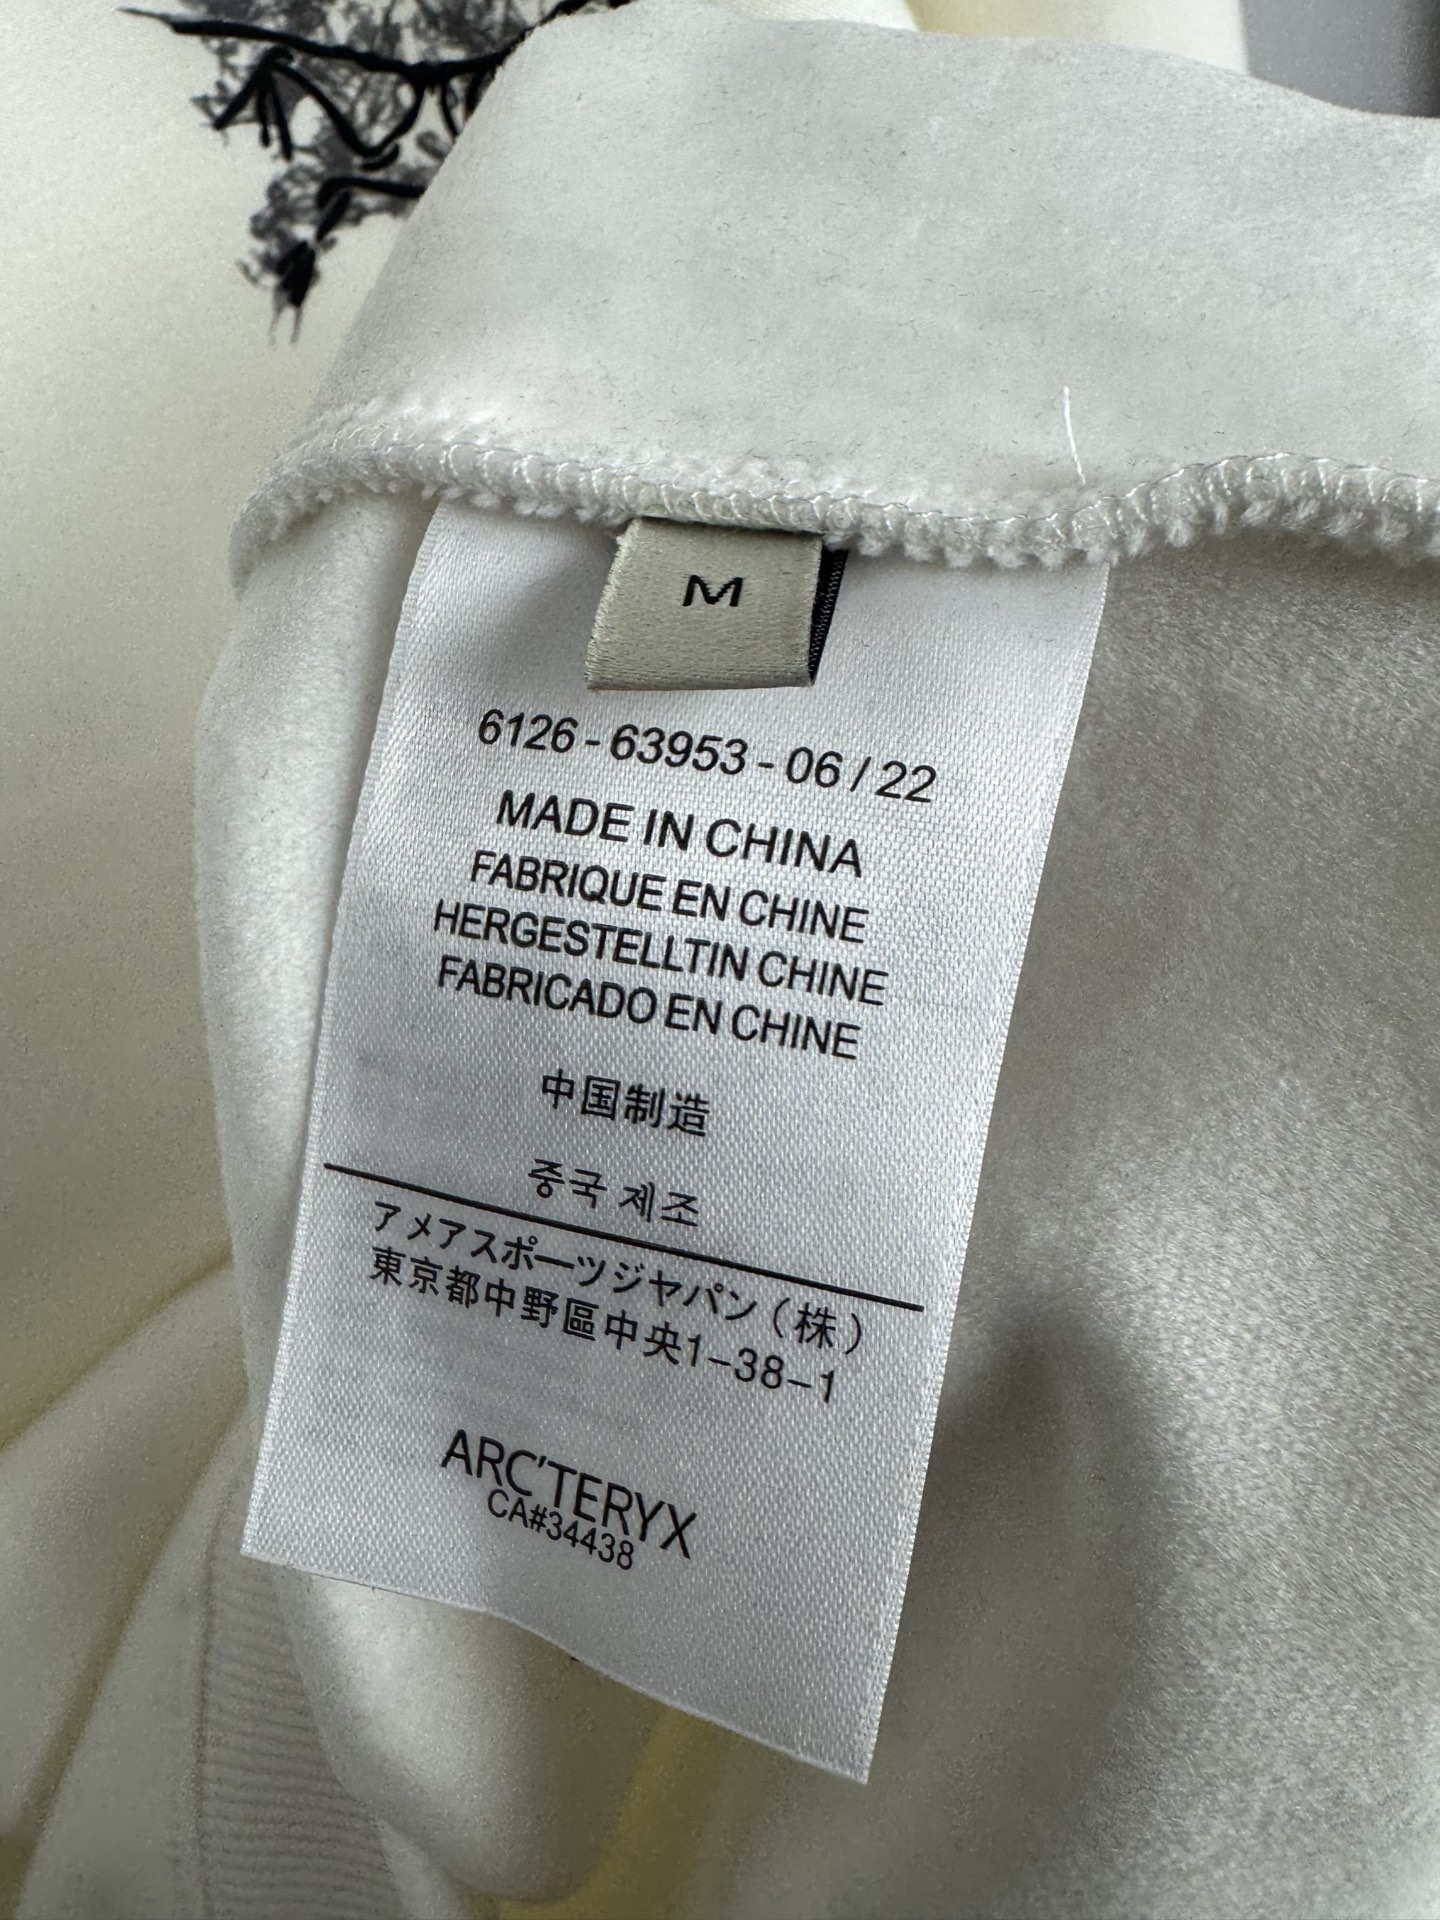 M
6126-63953-06/22
MADE IN CHINA
FABRIQUE EN CHINE
HERGESTELLTIN CHINE
FABRICADO EN CHINE
中国制造
중국 제조
アメアスポーツジャパン（株）
東京都中野區中央1-38-1
ARC'TERYX
CA#34438